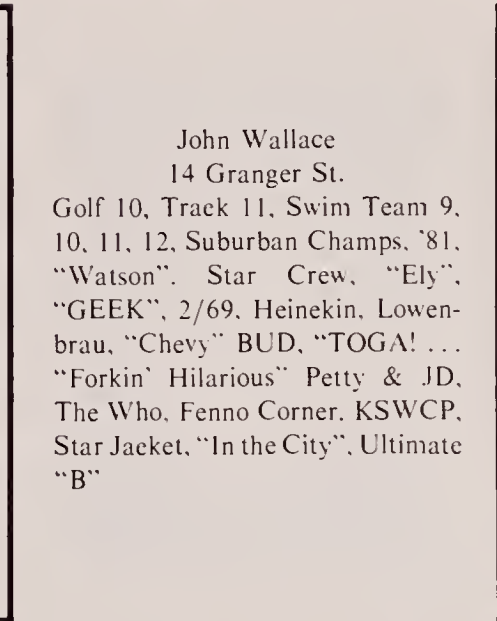 John Wallace
14 Granger St.
Golf 10, Track 11, Swim Team 9,
10, 11, 12, Suburban Champs, '81,
"Watson". Star Crew, "Ely",
"GEEK", 2/69, Heinekin, Lowen-
brau, "Chevy" BUD, "TOGA! ...
"Forkin' Hilarious" Petty & JD,
The Who, Fenno Corner, KSWCP,
Star Jacket, "In the City", Ultimate
"B"